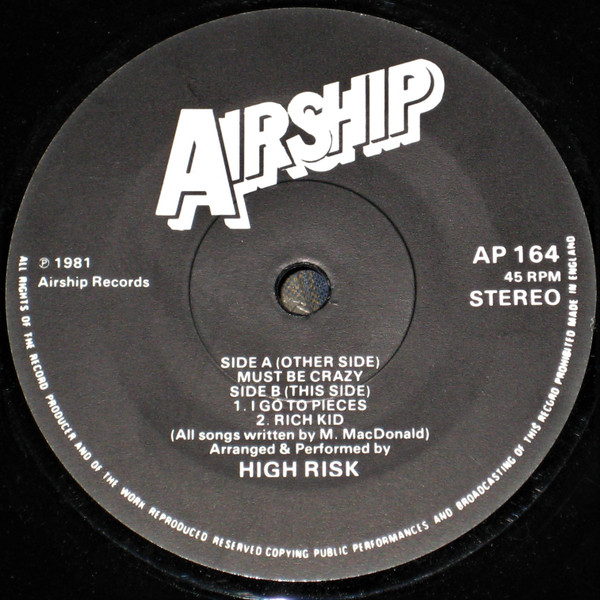 AIRSHIP
℗ 1981
Airship Records
AP 164
45 RPM
STEREO
SIDE A (OTHER SIDE)
MUST BE CRAZY
SIDE B (THIS SIDE)
1. I GO TO PIECES
2. RICH KID
(All songs written by M. MacDonald)
Arranged & Performed by
HIGH RISK
ALL RIGHTS OF THE RECORD PRODUCER AND OF THE WORK REPRODUCED RESERVED COPYING PUBLIC PERFORMANCES AND BROADCASTING OF THIS RECORD PROHIBITED MADE IN ENGLAND